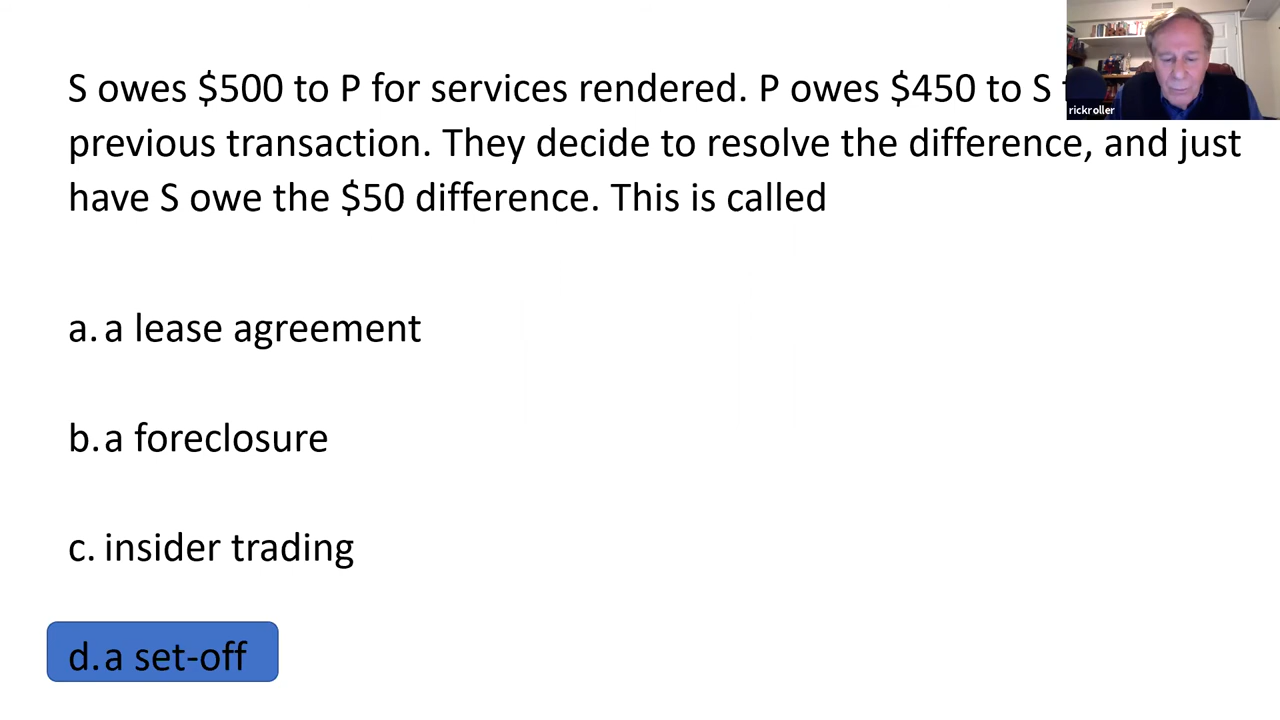 S owes $500 to P for services rendered. P owes $450 to S
rickroller
previous transaction. They decide to resolve the difference, and just
have S owe the $50 difference. This is called
a. a lease agreement
b. a foreclosure
c. insider trading
d. a set-off